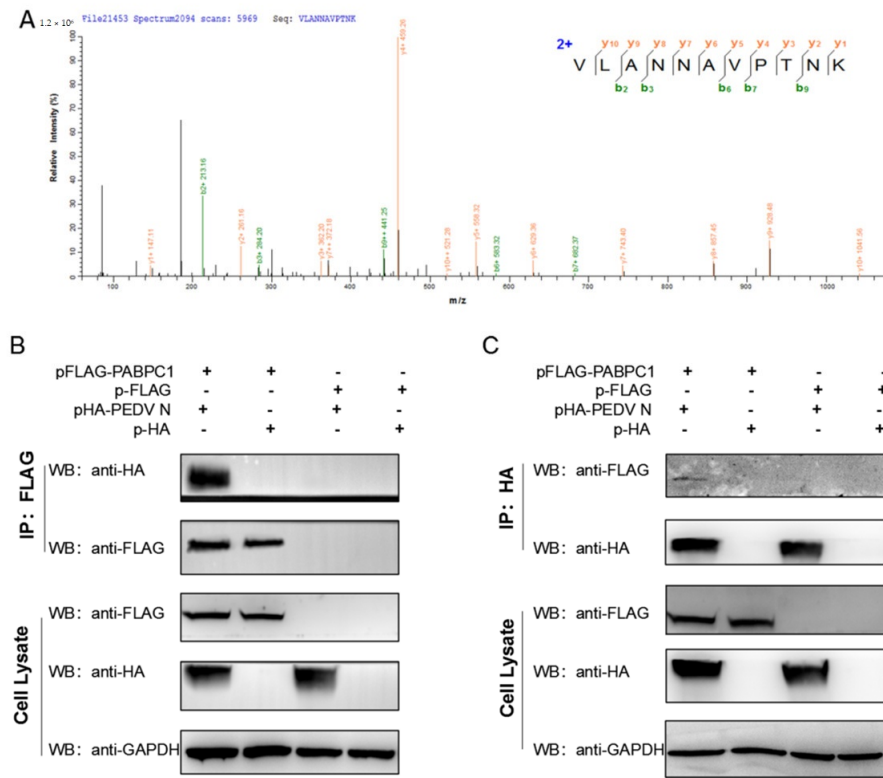 A
1.2 × 10⁶
File21453 Spectrum2094 scans: 5969 Seq: VLANNAVPTNK
2+
y10 y9 y8 y7 y6 y5 y4 y3 y2 y1
V L A N N A V P T N K
b2 b3 b6 b7 b9
Relative Intensity (%)
100
90
80
70
60
50
40
30
20
10
0
y1+ 147.11
b2+ 213.16
y2+ 261.16
b3+ 284.20
y3+ 362.20
y7++ 372.18
b9++ 441.25
y4+ 459.26
y10++ 521.28
y5+ 558.32
b6+ 583.32
y6+ 629.36
b7+ 682.37
y7+ 743.40
y8+ 857.45
y9+ 928.48
y10+ 1041.56
100 200 300 400 500 600 700 800 900 1000
m/z
B
pFLAG-PABPC1 + + - -
p-FLAG - - + +
pHA-PEDV N + - + -
p-HA - + - +
IP: FLAG
WB: anti-HA
WB: anti-FLAG
Cell Lysate
WB: anti-FLAG
WB: anti-HA
WB: anti-GAPDH
C
pFLAG-PABPC1 + + - -
p-FLAG - - + +
pHA-PEDV N + - + -
p-HA - + - +
IP: HA
WB: anti-FLAG
WB: anti-HA
Cell Lysate
WB: anti-FLAG
WB: anti-HA
WB: anti-GAPDH